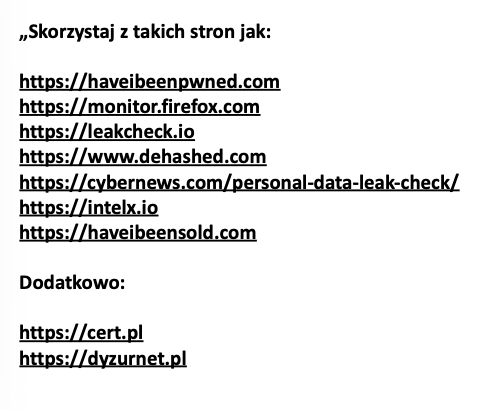 „Skorzystaj z takich stron jak:
https://haveibeenpwned.com
https://monitor.firefox.com
https://leakcheck.io
https://www.dehashed.com
https://cybernews.com/personal-data-leak-check/
https://intelx.io
https://haveibeensold.com
Dodatkowo:
https://cert.pl
https://dyzurnet.pl